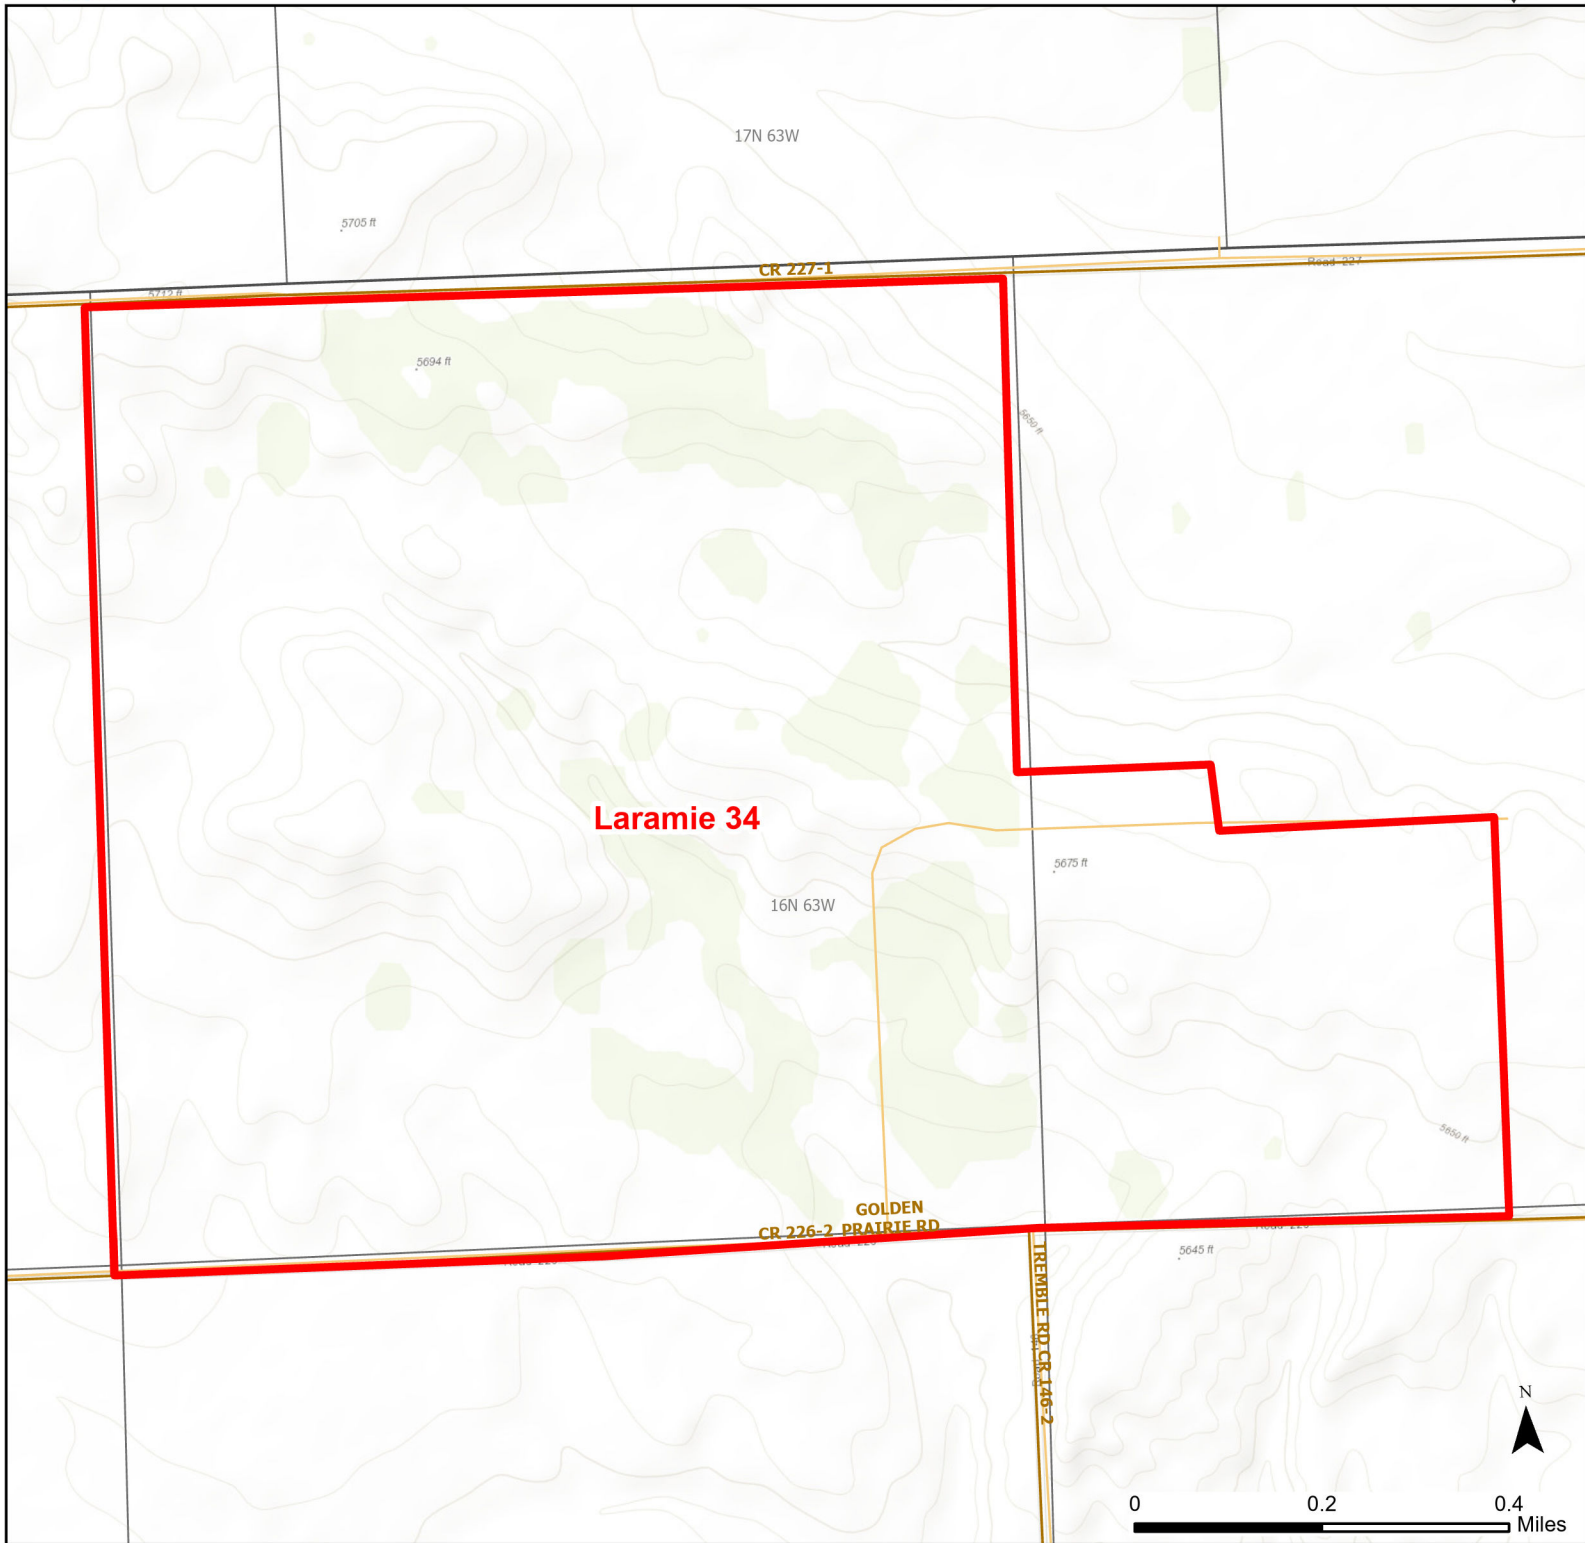 17N 63W
5705 ft
CR 227-1
Road 227
5712 ft
5694 ft
5650 ft
Laramie 34
5675 ft
16N 63W
5650 ft
GOLDEN
CR 226-2 PRAIRIE RD
5645 ft
TREMBLE RD CR 146-2
N
0 0.2 0.4
Miles